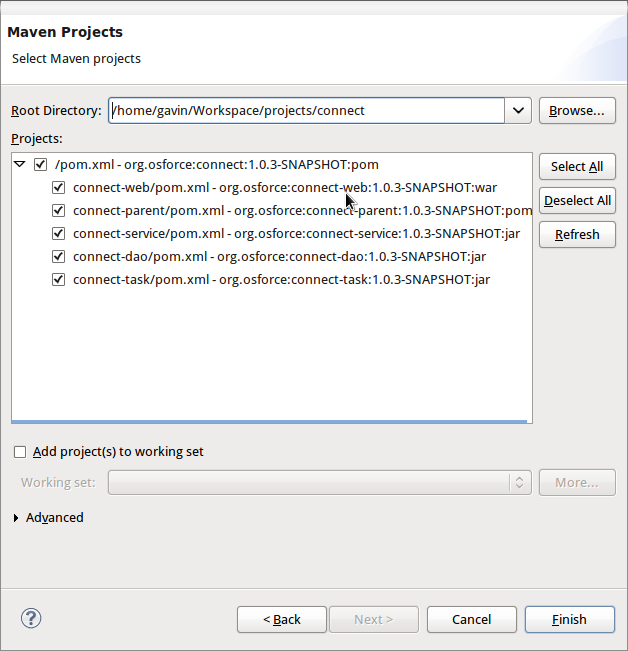 Maven Projects
Select Maven projects
Root Directory: /home/gavin/Workspace/projects/connect Browse...
Projects:
/pom.xml - org.osforce:connect:1.0.3-SNAPSHOT:pom Select All
connect-web/pom.xml - org.osforce:connect-web:1.0.3-SNAPSHOT:war
connect-parent/pom.xml - org.osforce:connect-parent:1.0.3-SNAPSHOT:pom Deselect All
connect-service/pom.xml - org.osforce:connect-service:1.0.3-SNAPSHOT:jar Refresh
connect-dao/pom.xml - org.osforce:connect-dao:1.0.3-SNAPSHOT:jar
connect-task/pom.xml - org.osforce:connect-task:1.0.3-SNAPSHOT:jar
Add project(s) to working set
Working set: More...
Advanced
? < Back Next > Cancel Finish